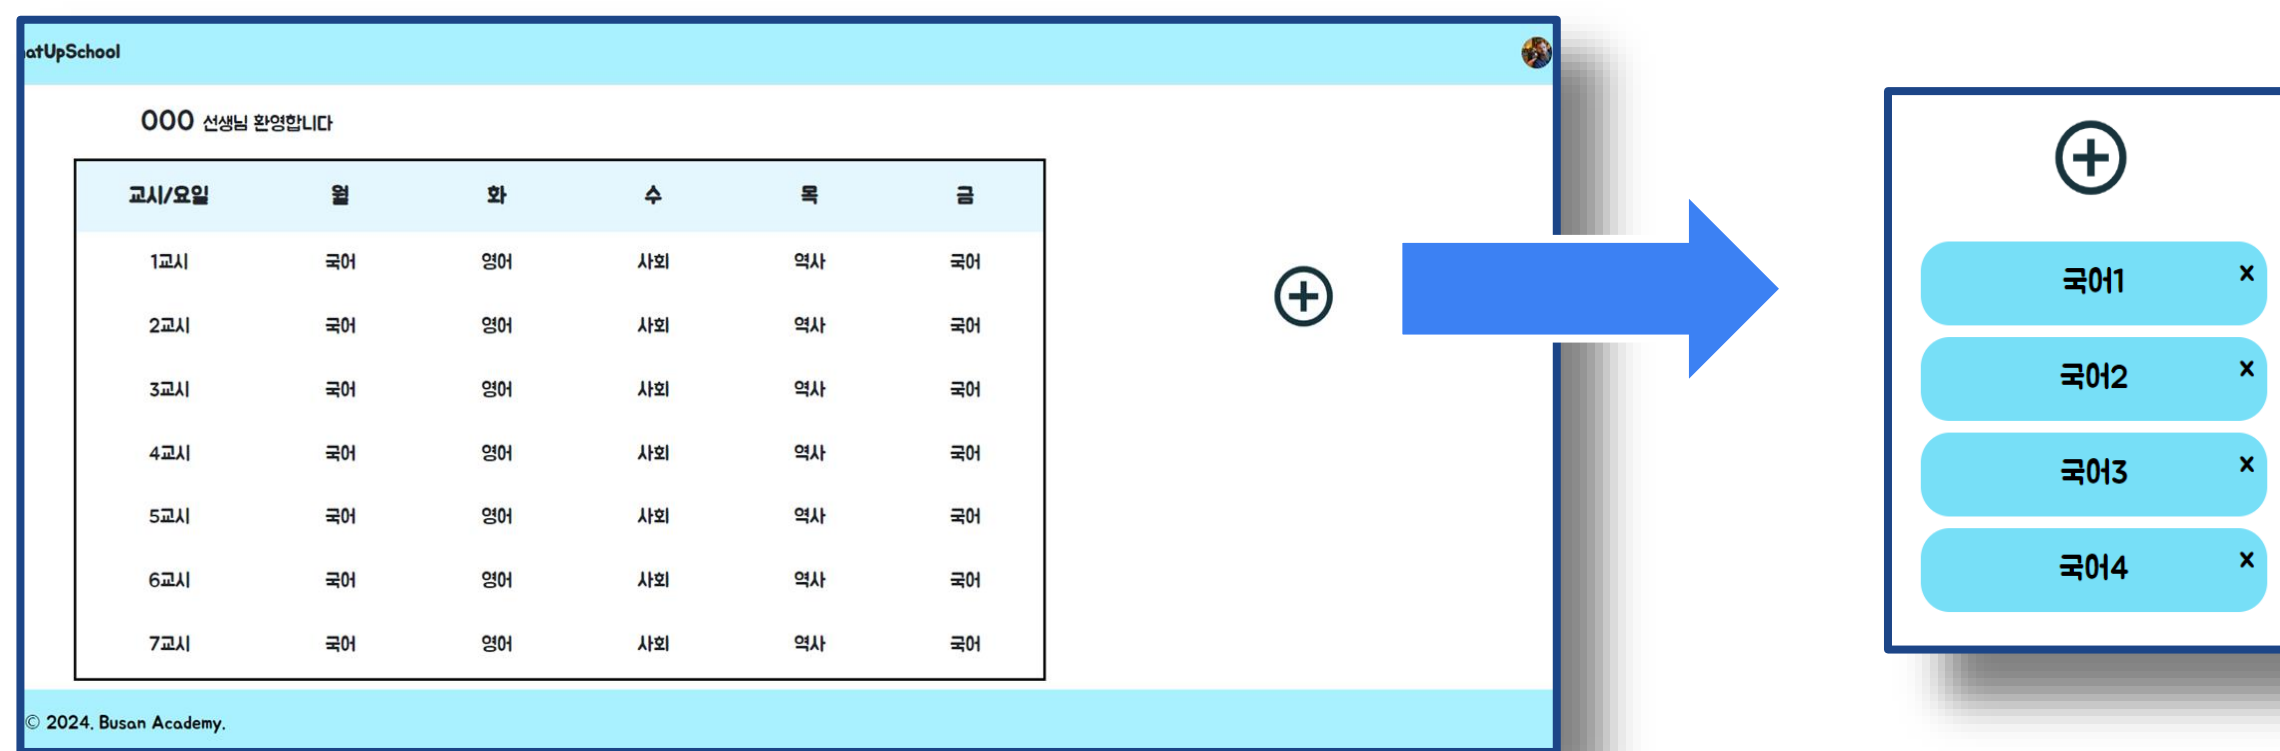 atUpSchool
OOO 선생님 환영합니다
교시/요일 월 화 수 목 금
1교시 국어 영어 사회 역사 국어
2교시 국어 영어 사회 역사 국어
3교시 국어 영어 사회 역사 국어
4교시 국어 영어 사회 역사 국어
5교시 국어 영어 사회 역사 국어
6교시 국어 영어 사회 역사 국어
7교시 국어 영어 사회 역사 국어
© 2024. Busan Academy.
국어1 x
국어2 x
국어3 x
국어4 x